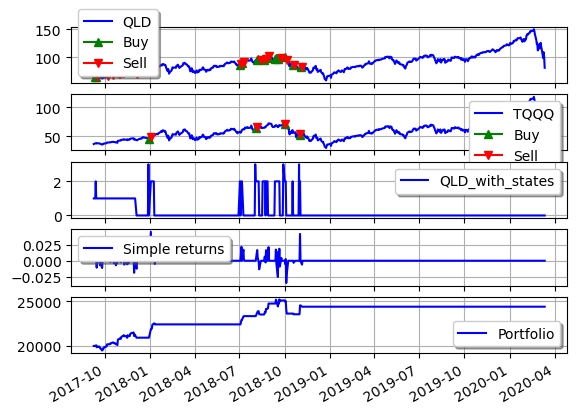 150
100
QLD
Buy
Sell
100
50
TQQQ
Buy
Sell
2
0
QLD_with_states
0.025
0.000
−0.025
Simple returns
25000
20000
Portfolio
2017-10
2018-01
2018-04
2018-07
2018-10
2019-01
2019-04
2019-07
2019-10
2020-01
2020-04